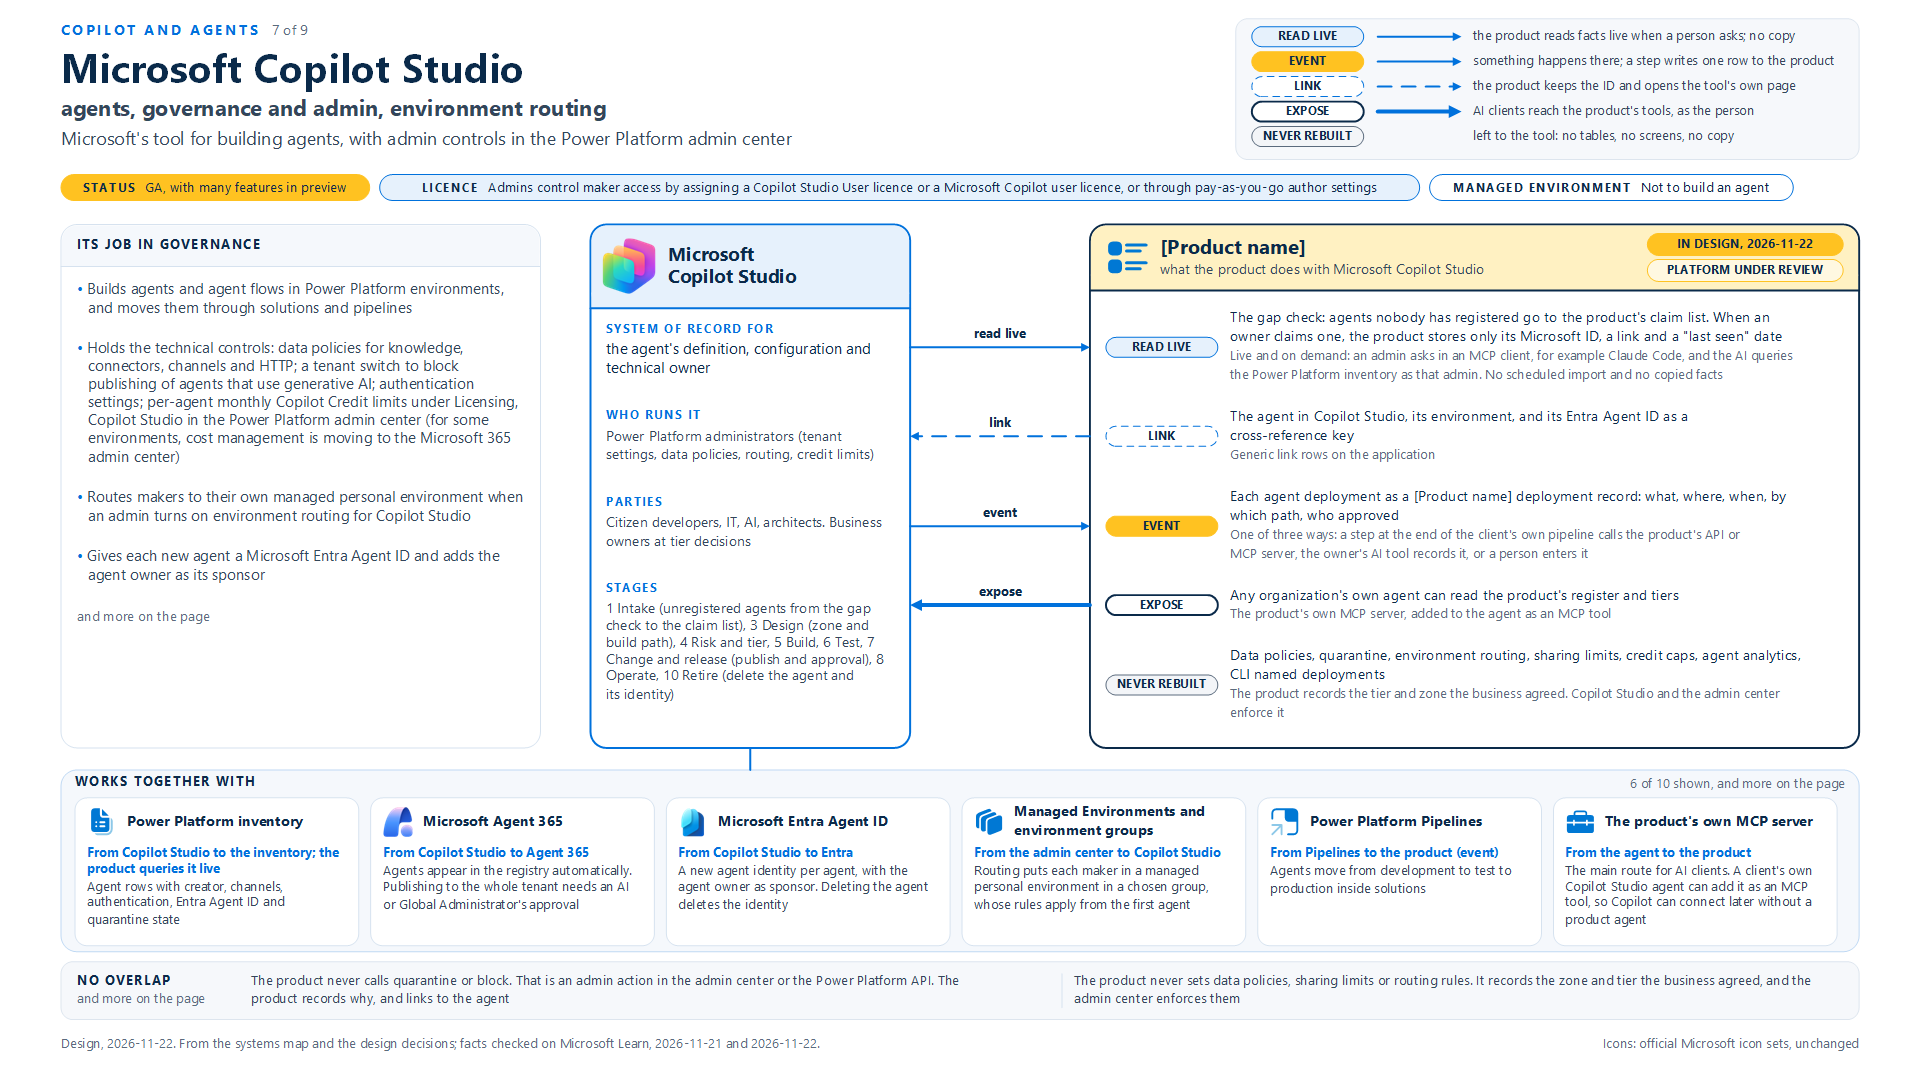 COPILOT AND AGENTS 7 of 9
Microsoft Copilot Studio
agents, governance and admin, environment routing
Microsoft's tool for building agents, with admin controls in the Power Platform admin center
READ LIVE the product reads facts live when a person asks; no copy
EVENT something happens there; a step writes one row to the product
LINK the product keeps the ID and opens the tool's own page
EXPOSE AI clients reach the product's tools, as the person
NEVER REBUILT left to the tool: no tables, no screens, no copy
STATUS GA, with many features in preview
LICENCE Admins control maker access by assigning a Copilot Studio User licence or a Microsoft Copilot user licence, or through pay-as-you-go author settings
MANAGED ENVIRONMENT Not to build an agent
ITS JOB IN GOVERNANCE
• Builds agents and agent flows in Power Platform environments,
and moves them through solutions and pipelines
• Holds the technical controls: data policies for knowledge,
connectors, channels and HTTP; a tenant switch to block
publishing of agents that use generative AI; authentication
settings; per-agent monthly Copilot Credit limits under Licensing,
Copilot Studio in the Power Platform admin center (for some
environments, cost management is moving to the Microsoft 365
admin center)
• Routes makers to their own managed personal environment when
an admin turns on environment routing for Copilot Studio
• Gives each new agent a Microsoft Entra Agent ID and adds the
agent owner as its sponsor
and more on the page
Microsoft
Copilot Studio
SYSTEM OF RECORD FOR
the agent's definition, configuration and
technical owner
WHO RUNS IT
Power Platform administrators (tenant
settings, data policies, routing, credit limits)
PARTIES
Citizen developers, IT, AI, architects. Business
owners at tier decisions
STAGES
1 Intake (unregistered agents from the gap
check to the claim list), 3 Design (zone and
build path), 4 Risk and tier, 5 Build, 6 Test, 7
Change and release (publish and approval), 8
Operate, 10 Retire (delete the agent and
its identity)
read live
link
event
expose
[Product name]
what the product does with Microsoft Copilot Studio
IN DESIGN, 2026-11-22
PLATFORM UNDER REVIEW
READ LIVE
The gap check: agents nobody has registered go to the product's claim list. When an
owner claims one, the product stores only its Microsoft ID, a link and a "last seen" date
Live and on demand: an admin asks in an MCP client, for example Claude Code, and the AI queries
the Power Platform inventory as that admin. No scheduled import and no copied facts
LINK
The agent in Copilot Studio, its environment, and its Entra Agent ID as a
cross-reference key
Generic link rows on the application
EVENT
Each agent deployment as a [Product name] deployment record: what, where, when, by
which path, who approved
One of three ways: a step at the end of the client's own pipeline calls the product's API or
MCP server, the owner's AI tool records it, or a person enters it
EXPOSE
Any organization's own agent can read the product's register and tiers
The product's own MCP server, added to the agent as an MCP tool
NEVER REBUILT
Data policies, quarantine, environment routing, sharing limits, credit caps, agent analytics,
CLI named deployments
The product records the tier and zone the business agreed. Copilot Studio and the admin center
enforce it
WORKS TOGETHER WITH
6 of 10 shown, and more on the page
Power Platform inventory
From Copilot Studio to the inventory; the
product queries it live
Agent rows with creator, channels,
authentication, Entra Agent ID and
quarantine state
Microsoft Agent 365
From Copilot Studio to Agent 365
Agents appear in the registry automatically.
Publishing to the whole tenant needs an AI
or Global Administrator's approval
Microsoft Entra Agent ID
From Copilot Studio to Entra
A new agent identity per agent, with the
agent owner as sponsor. Deleting the agent
deletes the identity
Managed Environments and
environment groups
From the admin center to Copilot Studio
Routing puts each maker in a managed
personal environment in a chosen group,
whose rules apply from the first agent
Power Platform Pipelines
From Pipelines to the product (event)
Agents move from development to test to
production inside solutions
The product's own MCP server
From the agent to the product
The main route for AI clients. A client's own
Copilot Studio agent can add it as an MCP
tool, so Copilot can connect later without a
product agent
NO OVERLAP
and more on the page
The product never calls quarantine or block. That is an admin action in the admin center or the Power Platform API. The
product records why, and links to the agent
The product never sets data policies, sharing limits or routing rules. It records the zone and tier the business agreed, and the
admin center enforces them
Design, 2026-11-22. From the systems map and the design decisions; facts checked on Microsoft Learn, 2026-11-21 and 2026-11-22.
Icons: official Microsoft icon sets, unchanged